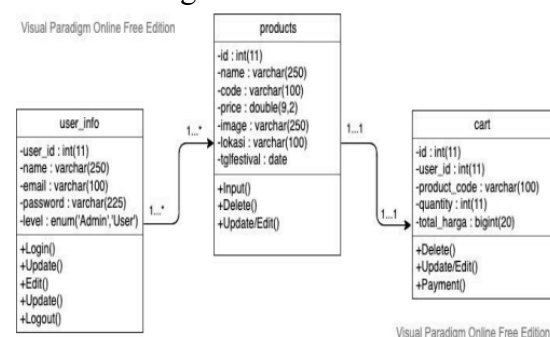 Visual Paradigm Online Free Edition
products
-id : int(11)
-name : varchar(250)
-code : varchar(100)
-price : double(9,2)
-image : varchar(250)
-lokasi : varchar(100)
-tglfestival : date
+Input()
+Delete()
+Update/Edit()
user_info
-user_id : int(11)
-name : varchar(250)
-email : varchar(100)
-password : varchar(225)
-level : enum('Admin','User')
+Login()
+Update()
+Edit()
+Update()
+Logout()
1...*
1...*
1...1
1...1
cart
-id : int(11)
-user_id : int(11)
-product_code : varchar(100)
-quantity : int(11)
-total_harga : bigint(20)
+Delete()
+Update/Edit()
+Payment()
Visual Paradigm Online Free Edition